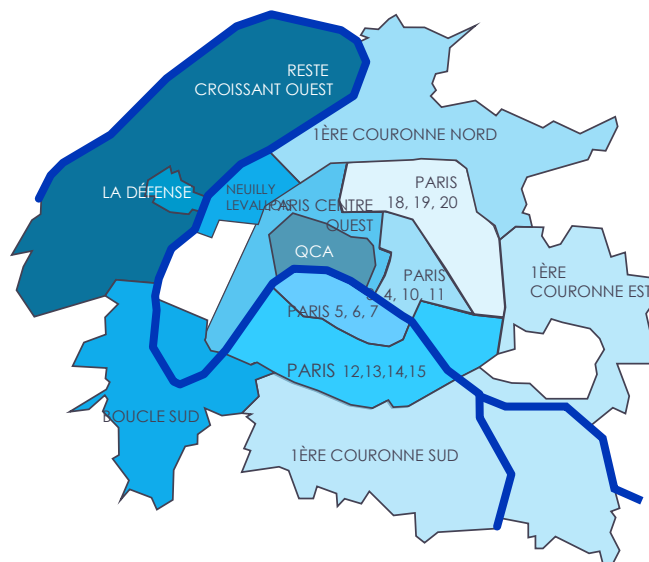 RESTE
CROISSANT OUEST
1ÈRE COURONNE NORD
LA DÉFENSE
NEUILLY
LEVALLOIS
PARIS
18, 19, 20
PARIS CENTRE
OUEST
QCA
PARIS
3, 4, 10, 11
1ÈRE
COURONNE EST
PARIS 5, 6, 7
PARIS 12,13,14,15
BOUCLE SUD
1ÈRE COURONNE SUD